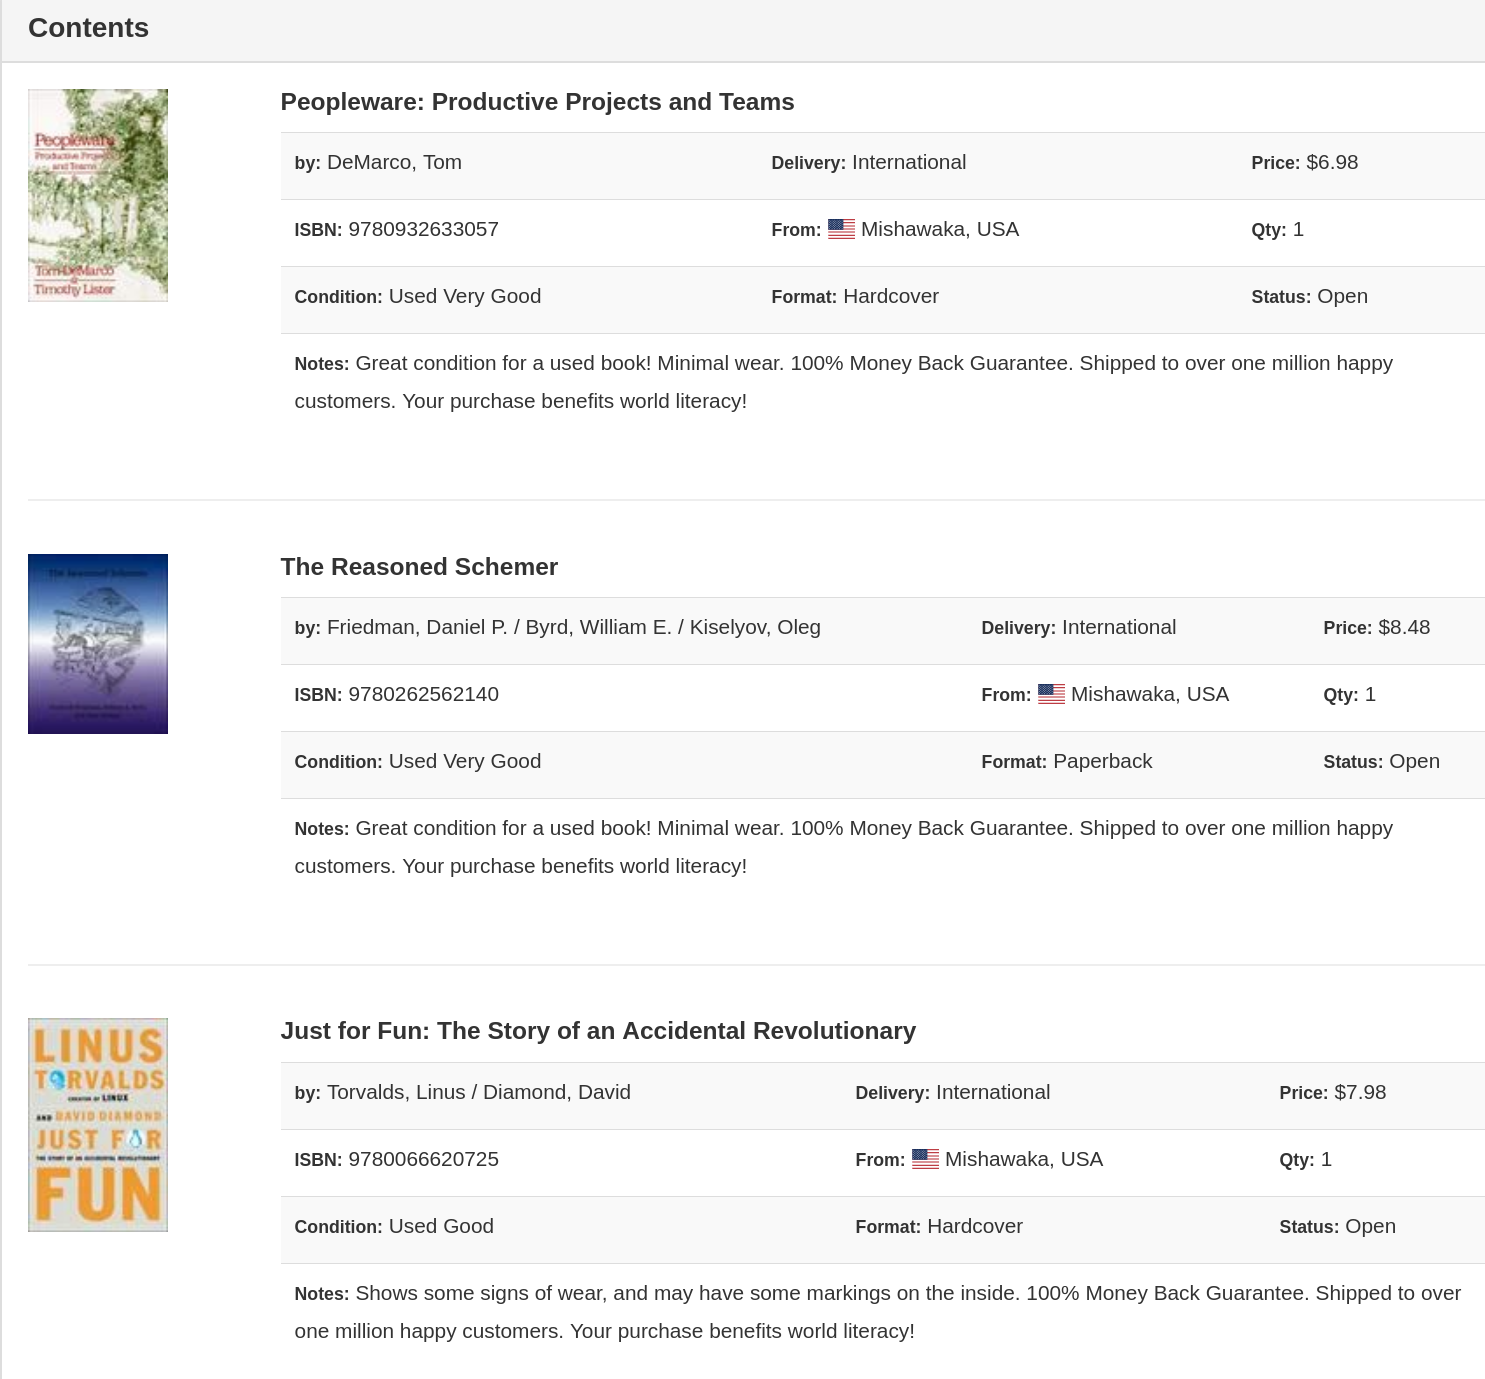 Contents
Peopleware: Productive Projects and Teams
Peopleware
Productive Projects
and Teams
Tom DeMarco
&
Timothy Lister
by: DeMarco, Tom Delivery: International Price: $6.98
ISBN: 9780932633057 From: Mishawaka, USA Qty: 1
Condition: Used Very Good Format: Hardcover Status: Open
Notes: Great condition for a used book! Minimal wear. 100% Money Back Guarantee. Shipped to over one million happy
customers. Your purchase benefits world literacy!
The Reasoned Schemer
The Reasoned Schemer
by: Friedman, Daniel P. / Byrd, William E. / Kiselyov, Oleg Delivery: International Price: $8.48
ISBN: 9780262562140 From: Mishawaka, USA Qty: 1
Condition: Used Very Good Format: Paperback Status: Open
Notes: Great condition for a used book! Minimal wear. 100% Money Back Guarantee. Shipped to over one million happy
customers. Your purchase benefits world literacy!
Just for Fun: The Story of an Accidental Revolutionary
LINUS
TORVALDS
CREATOR OF LINUX
AND DAVID DIAMOND
JUST FOR
THE STORY OF AN ACCIDENTAL REVOLUTIONARY
FUN
by: Torvalds, Linus / Diamond, David Delivery: International Price: $7.98
ISBN: 9780066620725 From: Mishawaka, USA Qty: 1
Condition: Used Good Format: Hardcover Status: Open
Notes: Shows some signs of wear, and may have some markings on the inside. 100% Money Back Guarantee. Shipped to over
one million happy customers. Your purchase benefits world literacy!